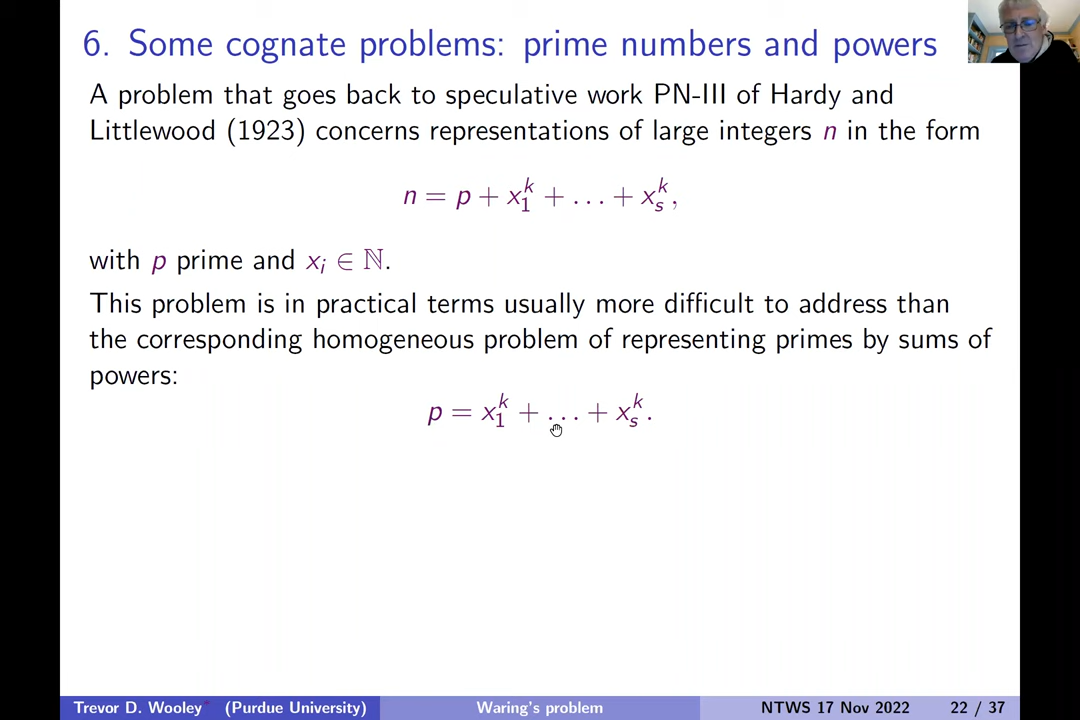 6. Some cognate problems: prime numbers and powers
A problem that goes back to speculative work PN-III of Hardy and
Littlewood (1923) concerns representations of large integers n in the form
n = p + x_1^k + . . . + x_s^k,
with p prime and x_i ∈ ℕ.
This problem is in practical terms usually more difficult to address than
the corresponding homogeneous problem of representing primes by sums of
powers:
p = x_1^k + . . . + x_s^k.
Trevor D. Wooley* (Purdue University) Waring's problem NTWS 17 Nov 2022 22 / 37